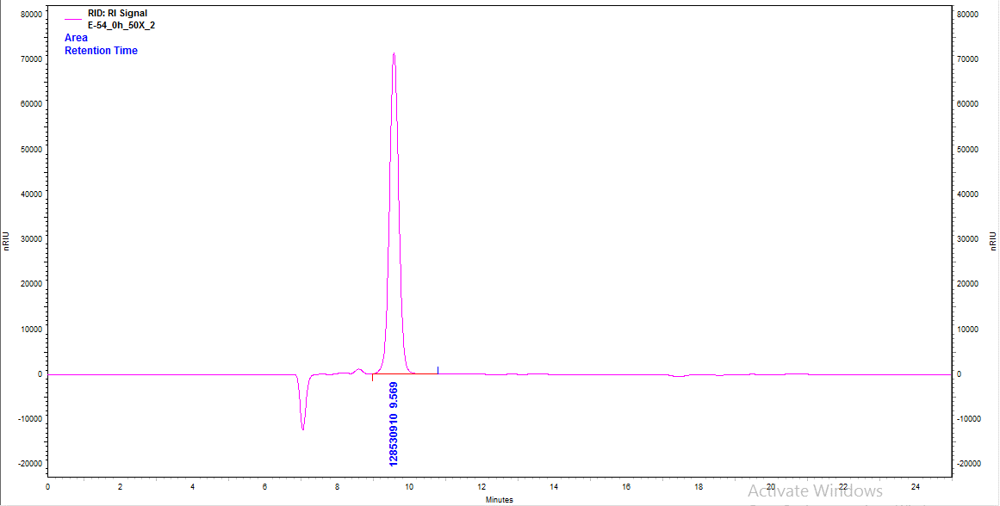 RID: RI Signal
E-54_0h_50X_2
Area
Retention Time
80000
70000
60000
50000
40000
30000
20000
10000
0
-10000
-20000
nRIU
80000
70000
60000
50000
40000
30000
20000
10000
0
-10000
-20000
nRIU
128530910 9.569
0 2 4 6 8 10 12 14 16 18 20 22 24
Minutes
Activate Windows